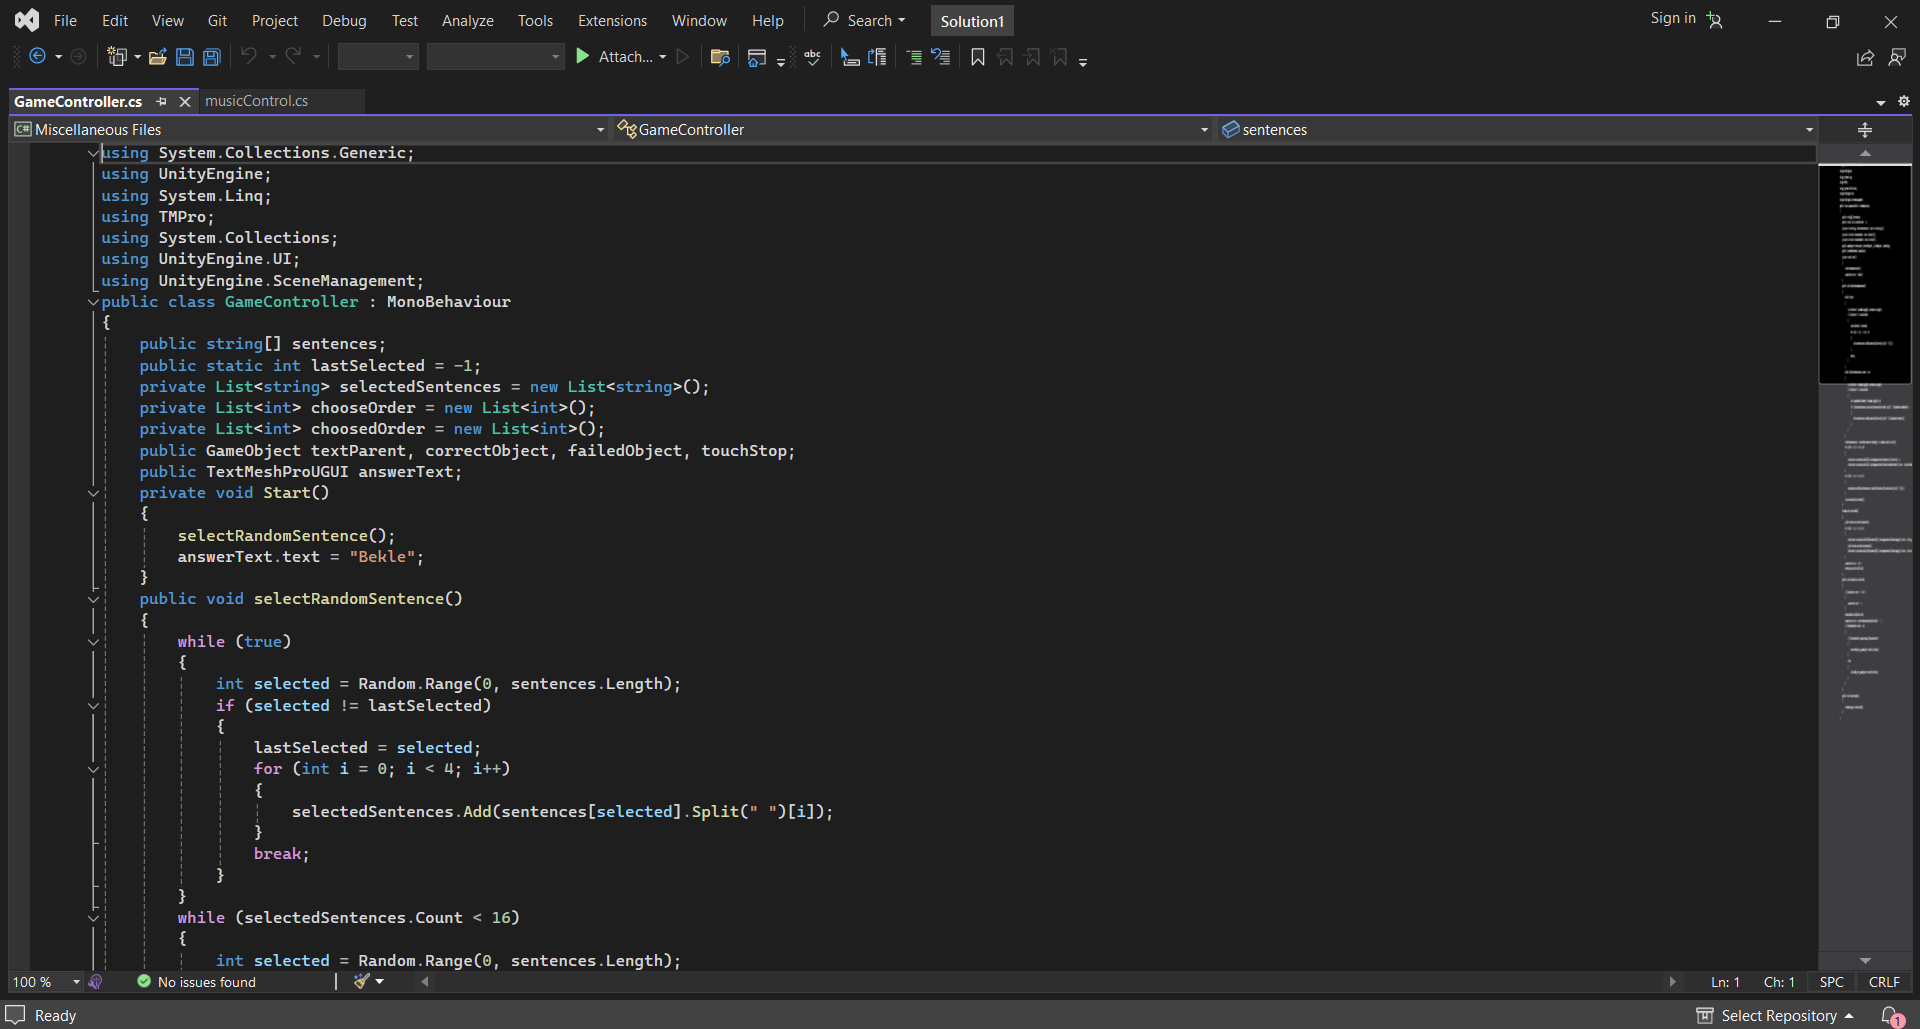 File Edit View Git Project Debug Test Analyze Tools Extensions Window Help Search Solution1 Sign in
Attach...
GameController.cs musicControl.cs
C# Miscellaneous Files GameController sentences
using System.Collections.Generic;
using UnityEngine;
using System.Linq;
using TMPro;
using System.Collections;
using UnityEngine.UI;
using UnityEngine.SceneManagement;
public class GameController : MonoBehaviour
{
public string[] sentences;
public static int lastSelected = -1;
private List<string> selectedSentences = new List<string>();
private List<int> chooseOrder = new List<int>();
private List<int> choosedOrder = new List<int>();
public GameObject textParent, correctObject, failedObject, touchStop;
public TextMeshProUGUI answerText;
private void Start()
{
selectRandomSentence();
answerText.text = "Bekle";
}
public void selectRandomSentence()
{
while (true)
{
int selected = Random.Range(0, sentences.Length);
if (selected != lastSelected)
{
lastSelected = selected;
for (int i = 0; i < 4; i++)
{
selectedSentences.Add(sentences[selected].Split(" ")[i]);
}
break;
}
}
while (selectedSentences.Count < 16)
{
int selected = Random.Range(0, sentences.Length);
100 % No issues found Ln: 1 Ch: 1 SPC CRLF
Ready Select Repository 1